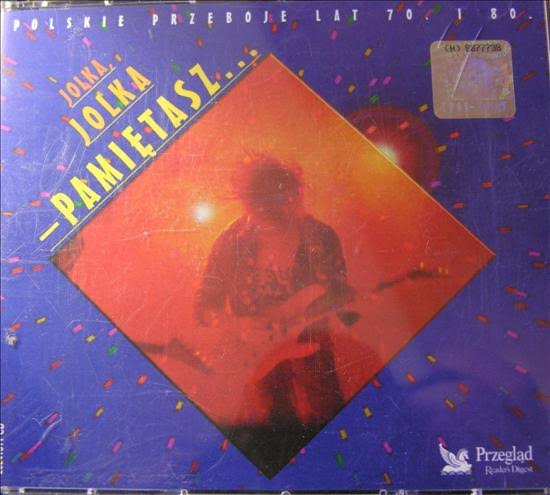 POLSKIE PRZEBOJE LAT 70. I 80.
JOLKA,
JOLKA
–PAMIĘTASZ...
Przegląd
Reader's Digest